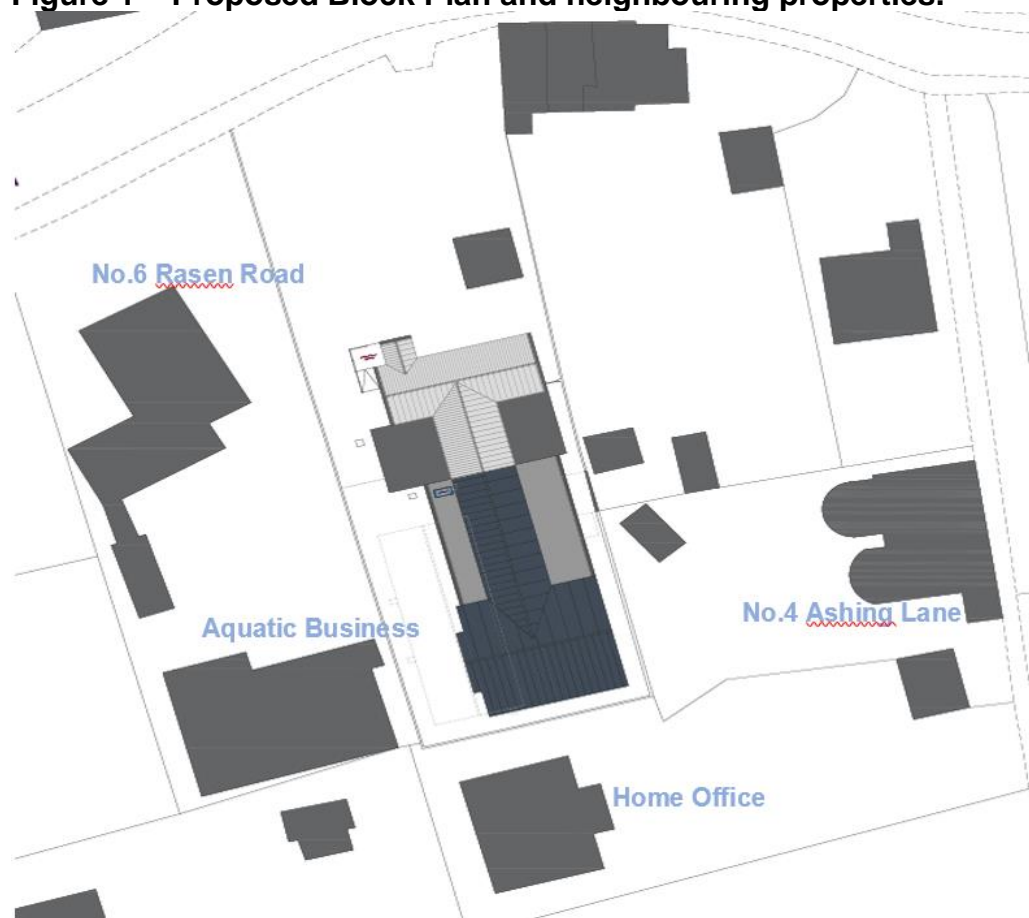 Figure 1 – Proposed Block Plan and neighbouring properties.
No.6 Rasen Road
Aquatic Business
No.4 Ashing Lane
Home Office